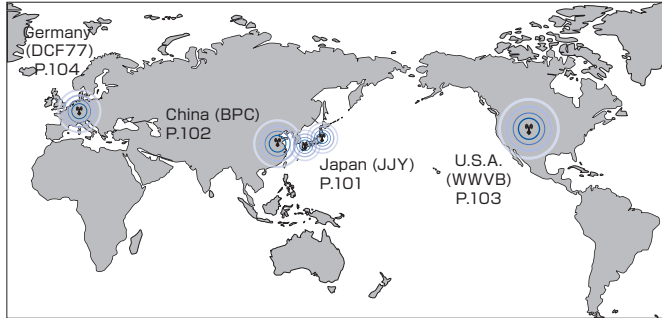 Germany
(DCF77)
P.104
China (BPC)
P.102
Japan (JJY)
P.101
U.S.A.
(WWVB)
P.103